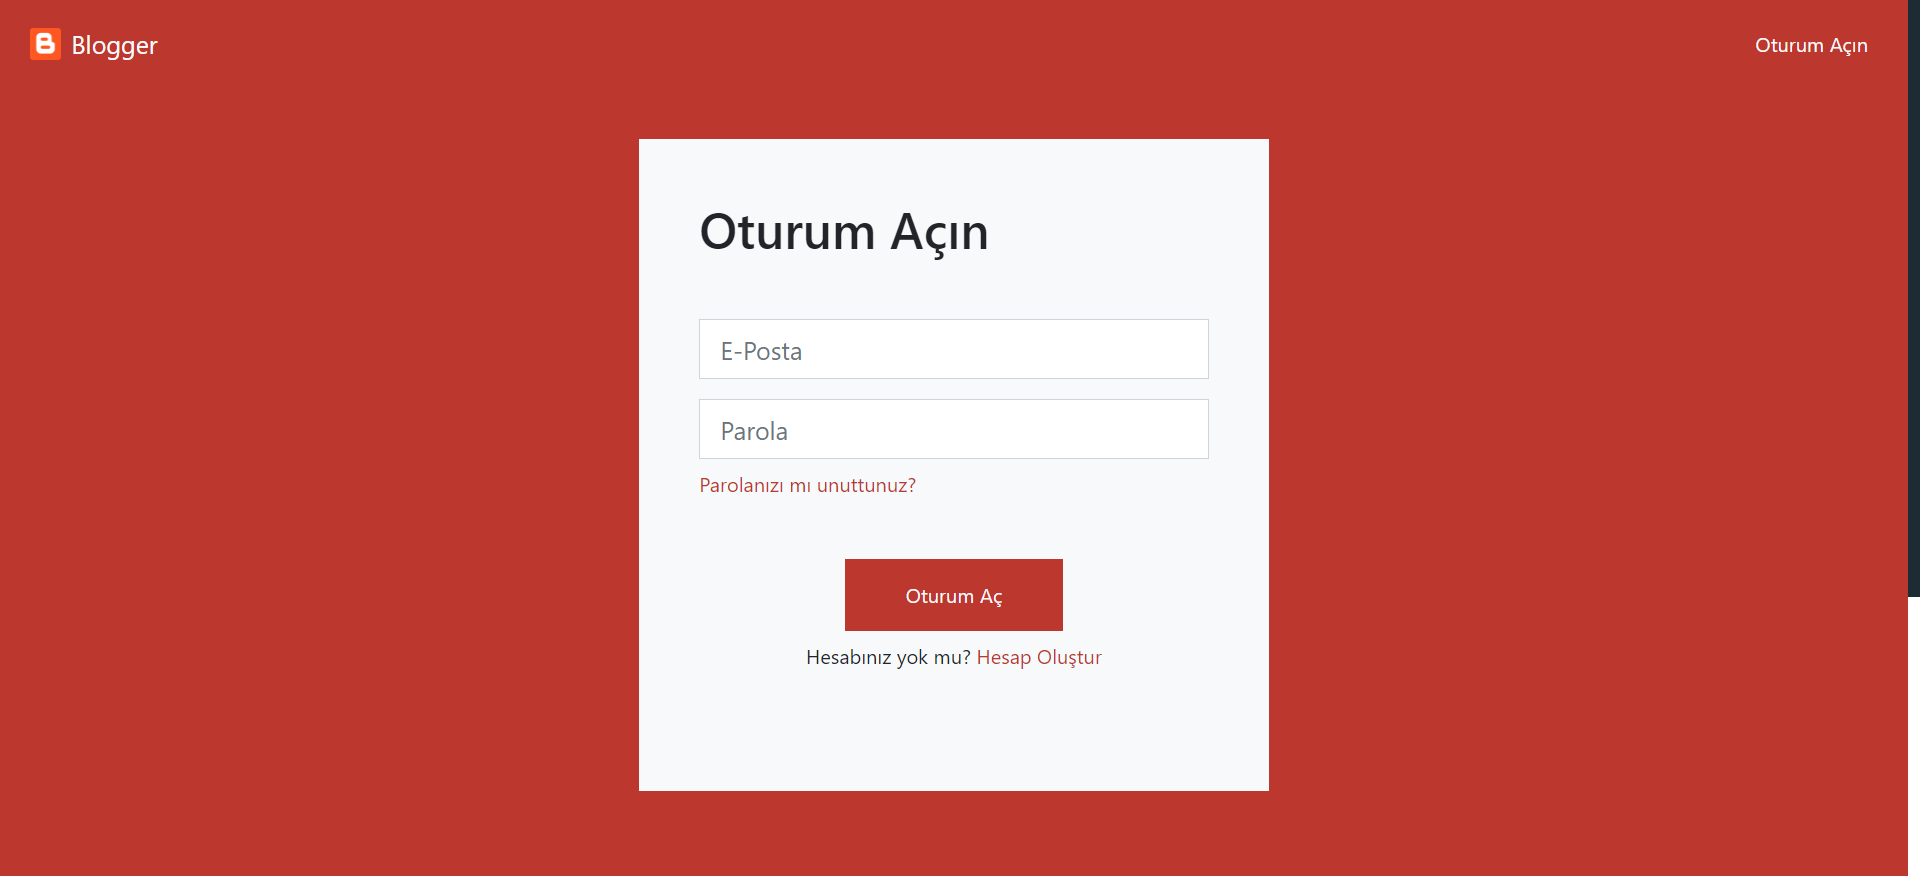 Blogger
Oturum Açın
Oturum Açın
E-Posta
Parola
Parolanızı mı unuttunuz?
Oturum Aç
Hesabınız yok mu? Hesap Oluştur